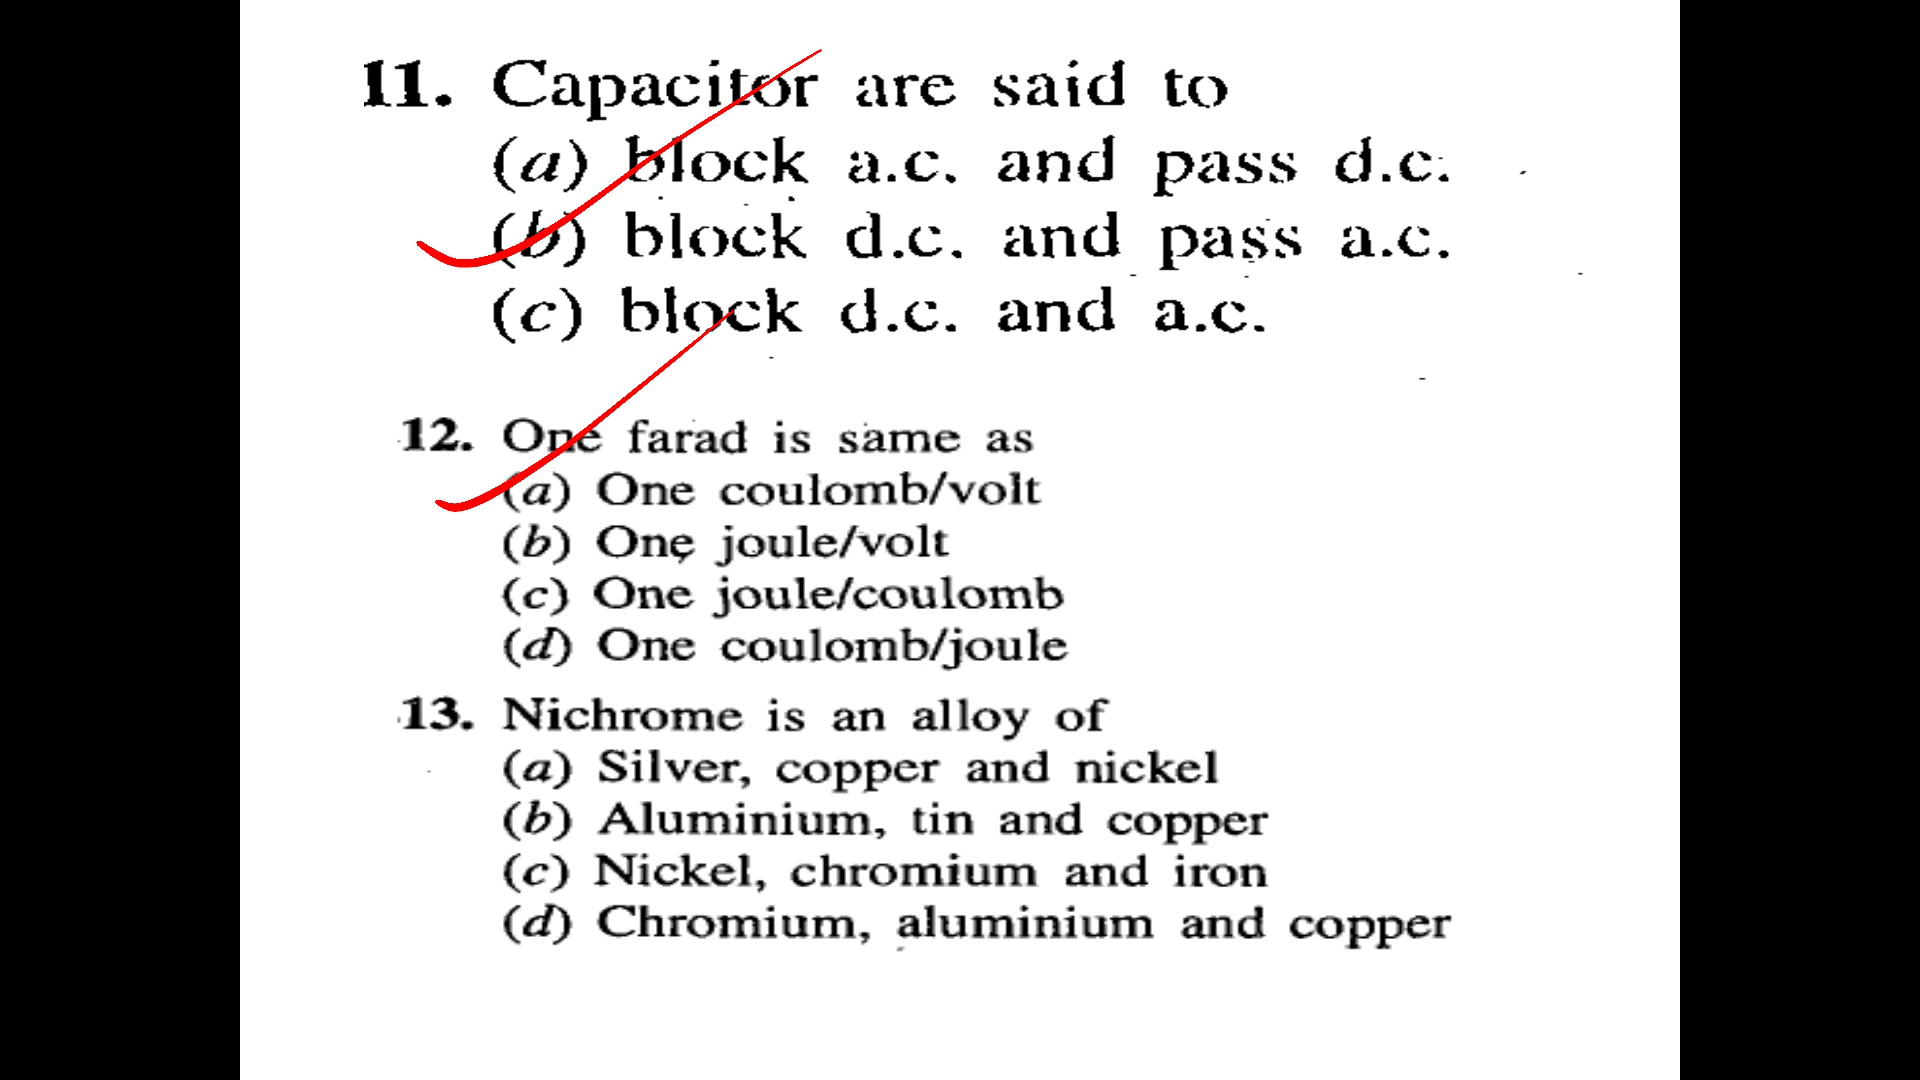 11. Capacitor are said to
(a) block a.c. and pass d.c.
(b) block d.c. and pass a.c.
(c) block d.c. and a.c.
12. One farad is same as
(a) One coulomb/volt
(b) One joule/volt
(c) One joule/coulomb
(d) One coulomb/joule
13. Nichrome is an alloy of
(a) Silver, copper and nickel
(b) Aluminium, tin and copper
(c) Nickel, chromium and iron
(d) Chromium, aluminium and copper